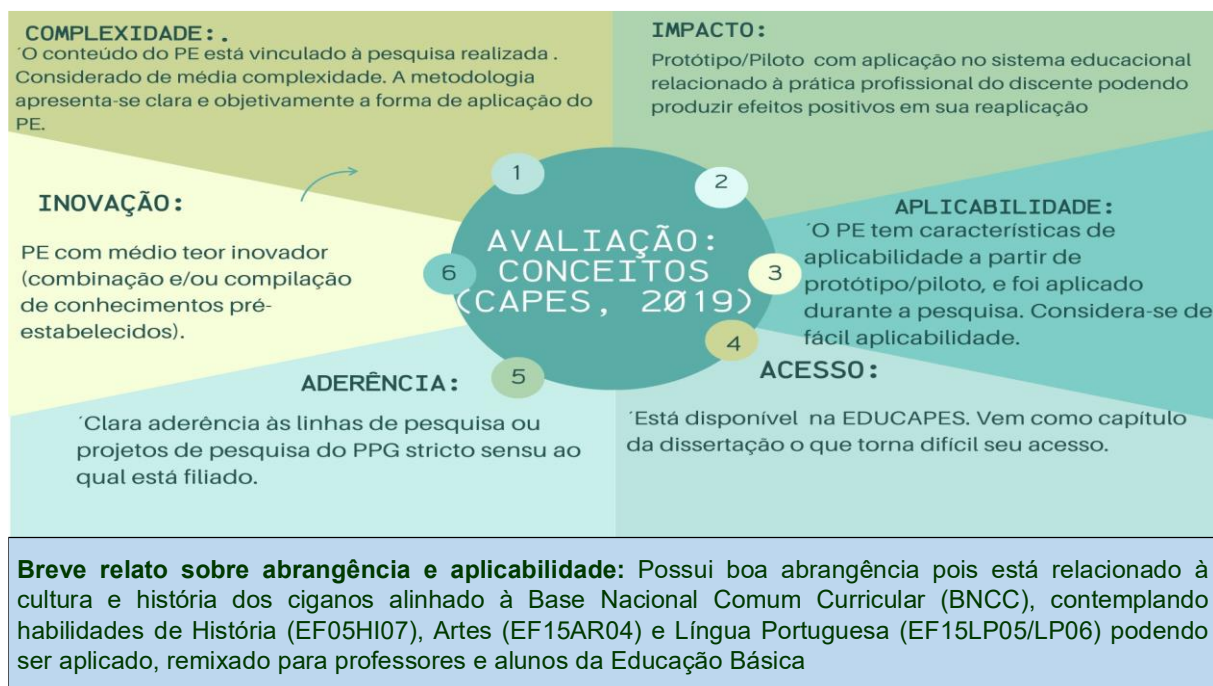 COMPLEXIDADE:.
´O conteúdo do PE está vinculado à pesquisa realizada .
Considerado de média complexidade. A metodologia
apresenta-se clara e objetivamente a forma de aplicação do
PE.
IMPACTO:
Protótipo/Piloto com aplicação no sistema educacional
relacionado à prática profissional do discente podendo
produzir efeitos positivos em sua reaplicação
1
2
INOVAÇÃO:
PE com médio teor inovador
(combinação e/ou compilação
de conhecimentos pré-
estabelecidos).
6
AVALIAÇÃO:
CONCEITOS
(CAPES, 2019)
3
APLICABILIDADE:
´O PE tem características de
aplicabilidade a partir de
protótipo/piloto, e foi aplicado
durante a pesquisa. Considera-se de
fácil aplicabilidade.
4
5
ADERÊNCIA:
´Clara aderência às linhas de pesquisa ou
projetos de pesquisa do PPG stricto sensu ao
qual está filiado.
ACESSO:
´Está disponível na EDUCAPES. Vem como capítulo
da dissertação o que torna difícil seu acesso.
Breve relato sobre abrangência e aplicabilidade: Possui boa abrangência pois está relacionado à
cultura e história dos ciganos alinhado à Base Nacional Comum Curricular (BNCC), contemplando
habilidades de História (EF05HI07), Artes (EF15AR04) e Língua Portuguesa (EF15LP05/LP06) podendo
ser aplicado, remixado para professores e alunos da Educação Básica